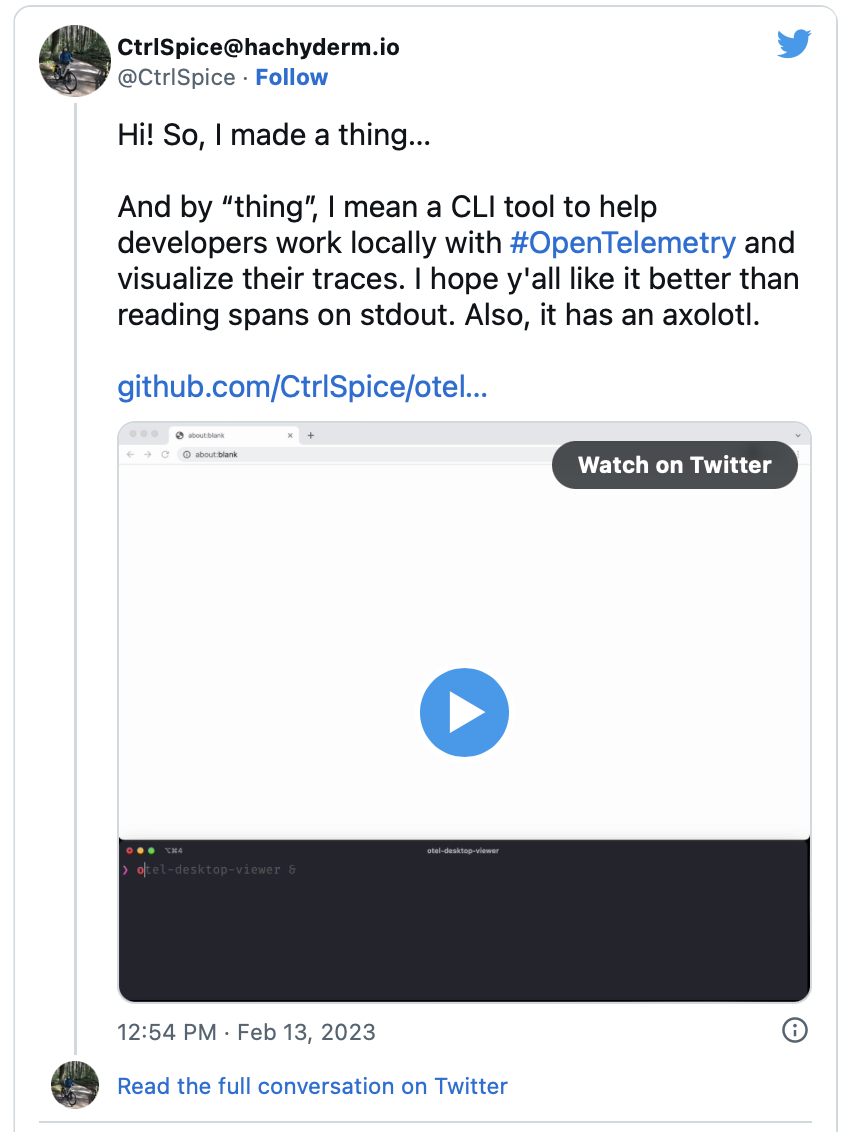 CtrlSpice@hachyderm.io
@CtrlSpice · Follow
Hi! So, I made a thing...
And by “thing”, I mean a CLI tool to help
developers work locally with #OpenTelemetry and
visualize their traces. I hope y'all like it better than
reading spans on stdout. Also, it has an axolotl.
github.com/CtrlSpice/otel...
about:blank
about:blank
Watch on Twitter
⌥⌘4 otel-desktop-viewer
❯ otel-desktop-viewer &
12:54 PM · Feb 13, 2023
Read the full conversation on Twitter